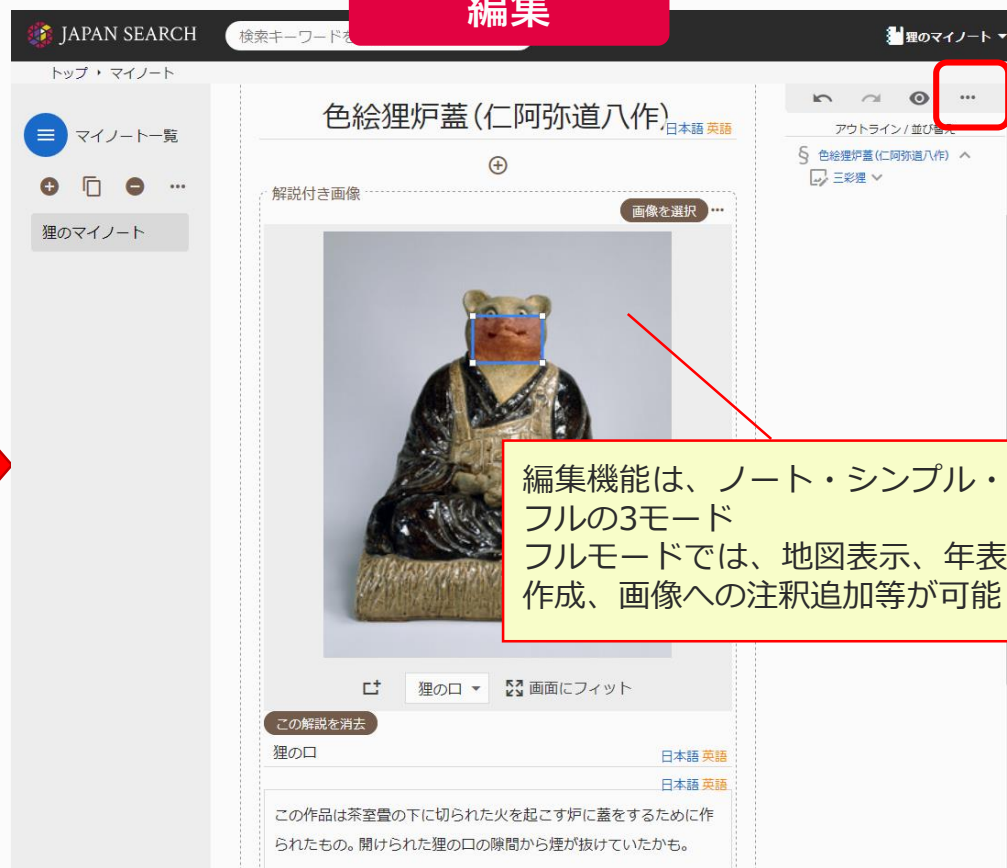 編集
JAPAN SEARCH
検索キーワードを
狸のマイノート
トップ › マイノート
マイノート一覧
狸のマイノート
色絵狸炉蓋(仁阿弥道八作)
日本語 英語
解説付き画像
画像を選択
狸の口
画面にフィット
この解説を消去
狸の口
日本語 英語
日本語 英語
この作品は茶室畳の下に切られた火を起こす炉に蓋をするために作
られたもの。開けられた狸の口の隙間から煙が抜けていたかも。
アウトライン / 並び替え
§ 色絵狸炉蓋(仁阿弥道八作)
三彩狸
編集機能は、ノート・シンプル・
フルの3モード
フルモードでは、地図表示、年表
作成、画像への注釈追加等が可能